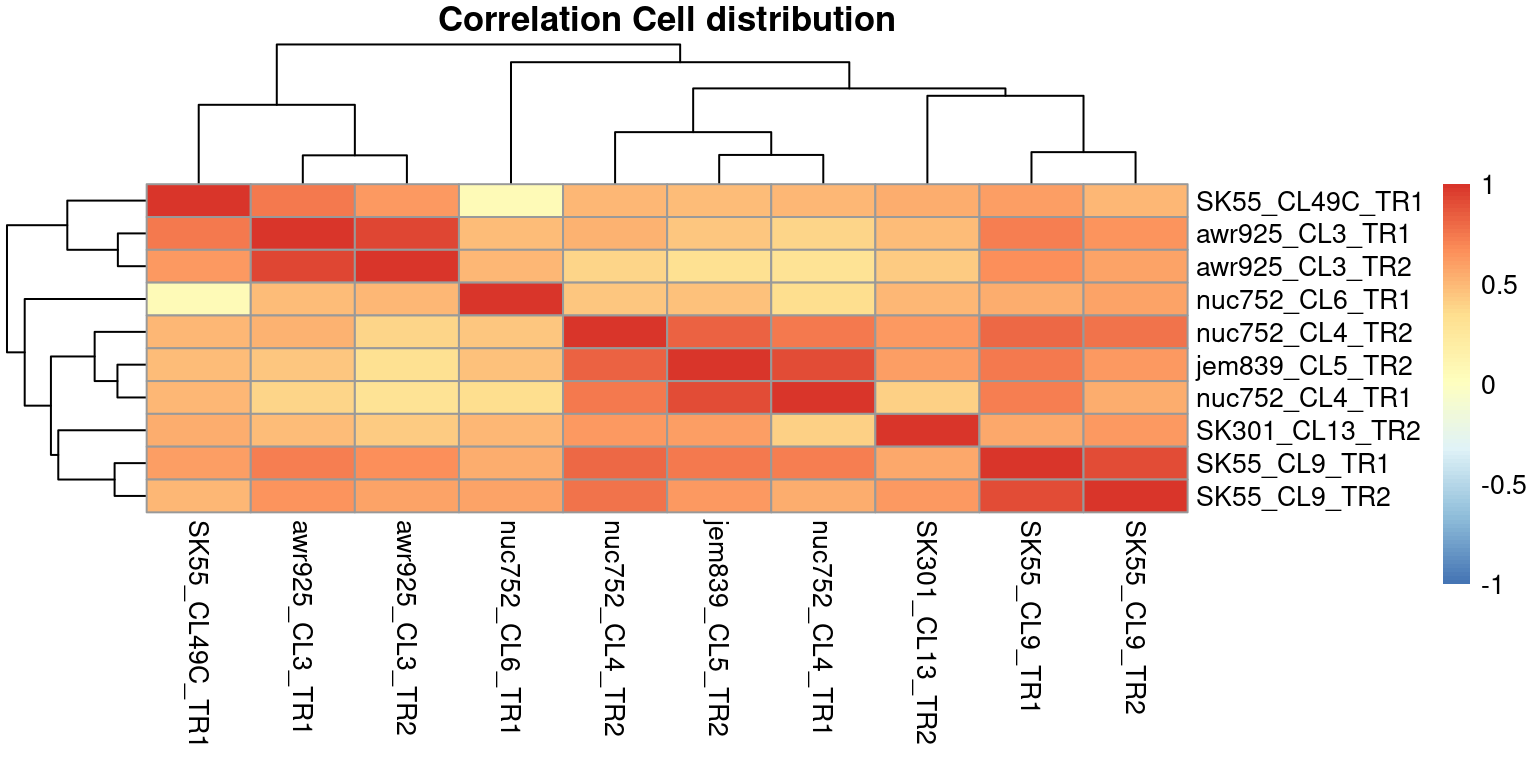 Correlation Cell distribution
SK55_CL49C_TR1
awr925_CL3_TR1
awr925_CL3_TR2
nuc752_CL6_TR1
nuc752_CL4_TR2
jem839_CL5_TR2
nuc752_CL4_TR1
SK301_CL13_TR2
SK55_CL9_TR1
SK55_CL9_TR2
1
0.5
0
-0.5
-1
SK55_CL49C_TR1
awr925_CL3_TR1
awr925_CL3_TR2
nuc752_CL6_TR1
nuc752_CL4_TR2
jem839_CL5_TR2
nuc752_CL4_TR1
SK301_CL13_TR2
SK55_CL9_TR1
SK55_CL9_TR2